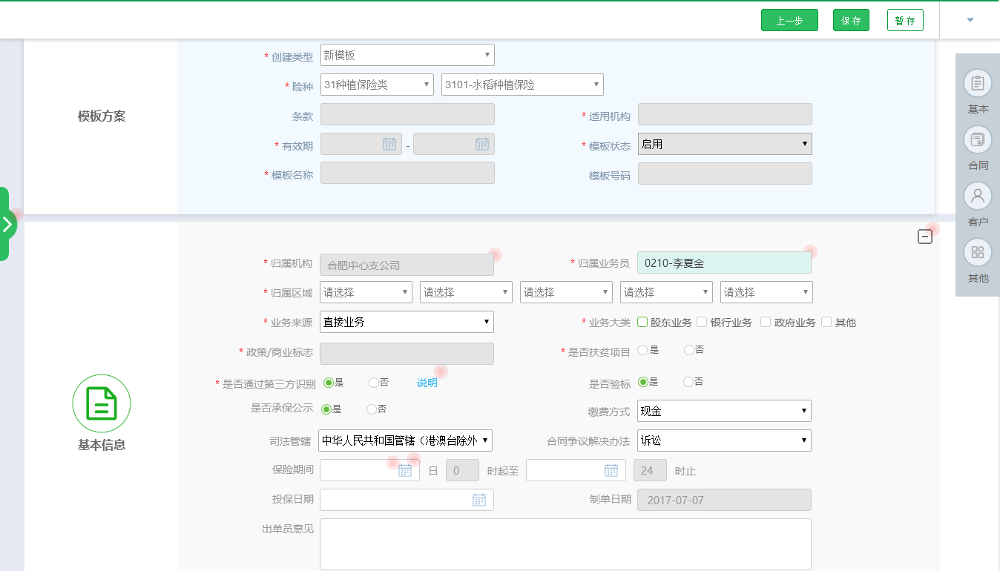 上一步 保存 暂存
* 创建类型 新模板
* 险种 31种植保险类 3101-水稻种植保险
模板方案
条款 * 适用机构
* 有效期 - * 模板状态 启用
* 模板名称 模板号码
基本
合同
客户
其他
* 归属机构 合肥中心支公司 * 归属业务员 0210-李夏金
* 归属区域 请选择 请选择 请选择 请选择 请选择
* 业务来源 直接业务 * 业务大类 股东业务 银行业务 政府业务 其他
* 政策/商业标志 * 是否扶贫项目 是 否
* 是否通过第三方识别 是 否 说明 是否验标 是 否
是否承保公示 是 否 缴费方式 现金
基本信息
司法管辖 中华人民共和国管辖（港澳台除外 合同争议解决办法 诉讼
保险期间 日 0 时起至 24 时止
投保日期 制单日期 2017-07-07
出单员意见